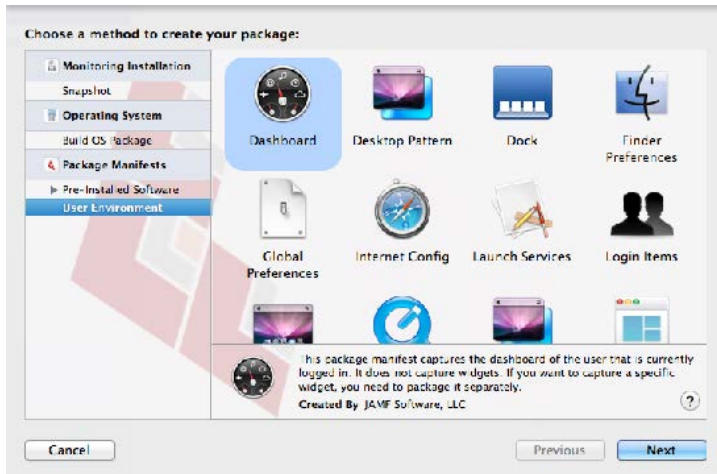 Choose a method to create your package:
Monitoring Installation
Snapshot
Operating System
Build OS Package
Package Manifests
Pre-Installed Software
User Environment
Dashboard
Desktop Pattern
Dock
Finder
Preferences
Global
Preferences
Internet Config
Launch Services
Login Items
This package manifest captures the dashboard of the user that is currently
logged in. It does not capture widgets. If you want to capture a specific
widget, you need to package it separately.
Created By JAMF Software, LLC
?
Cancel
Previous
Next